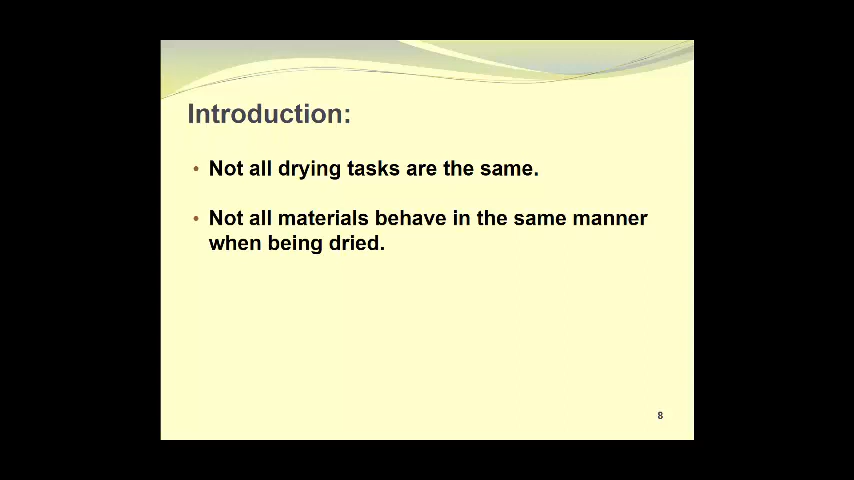 Introduction:
• Not all drying tasks are the same.
• Not all materials behave in the same manner
when being dried.
8